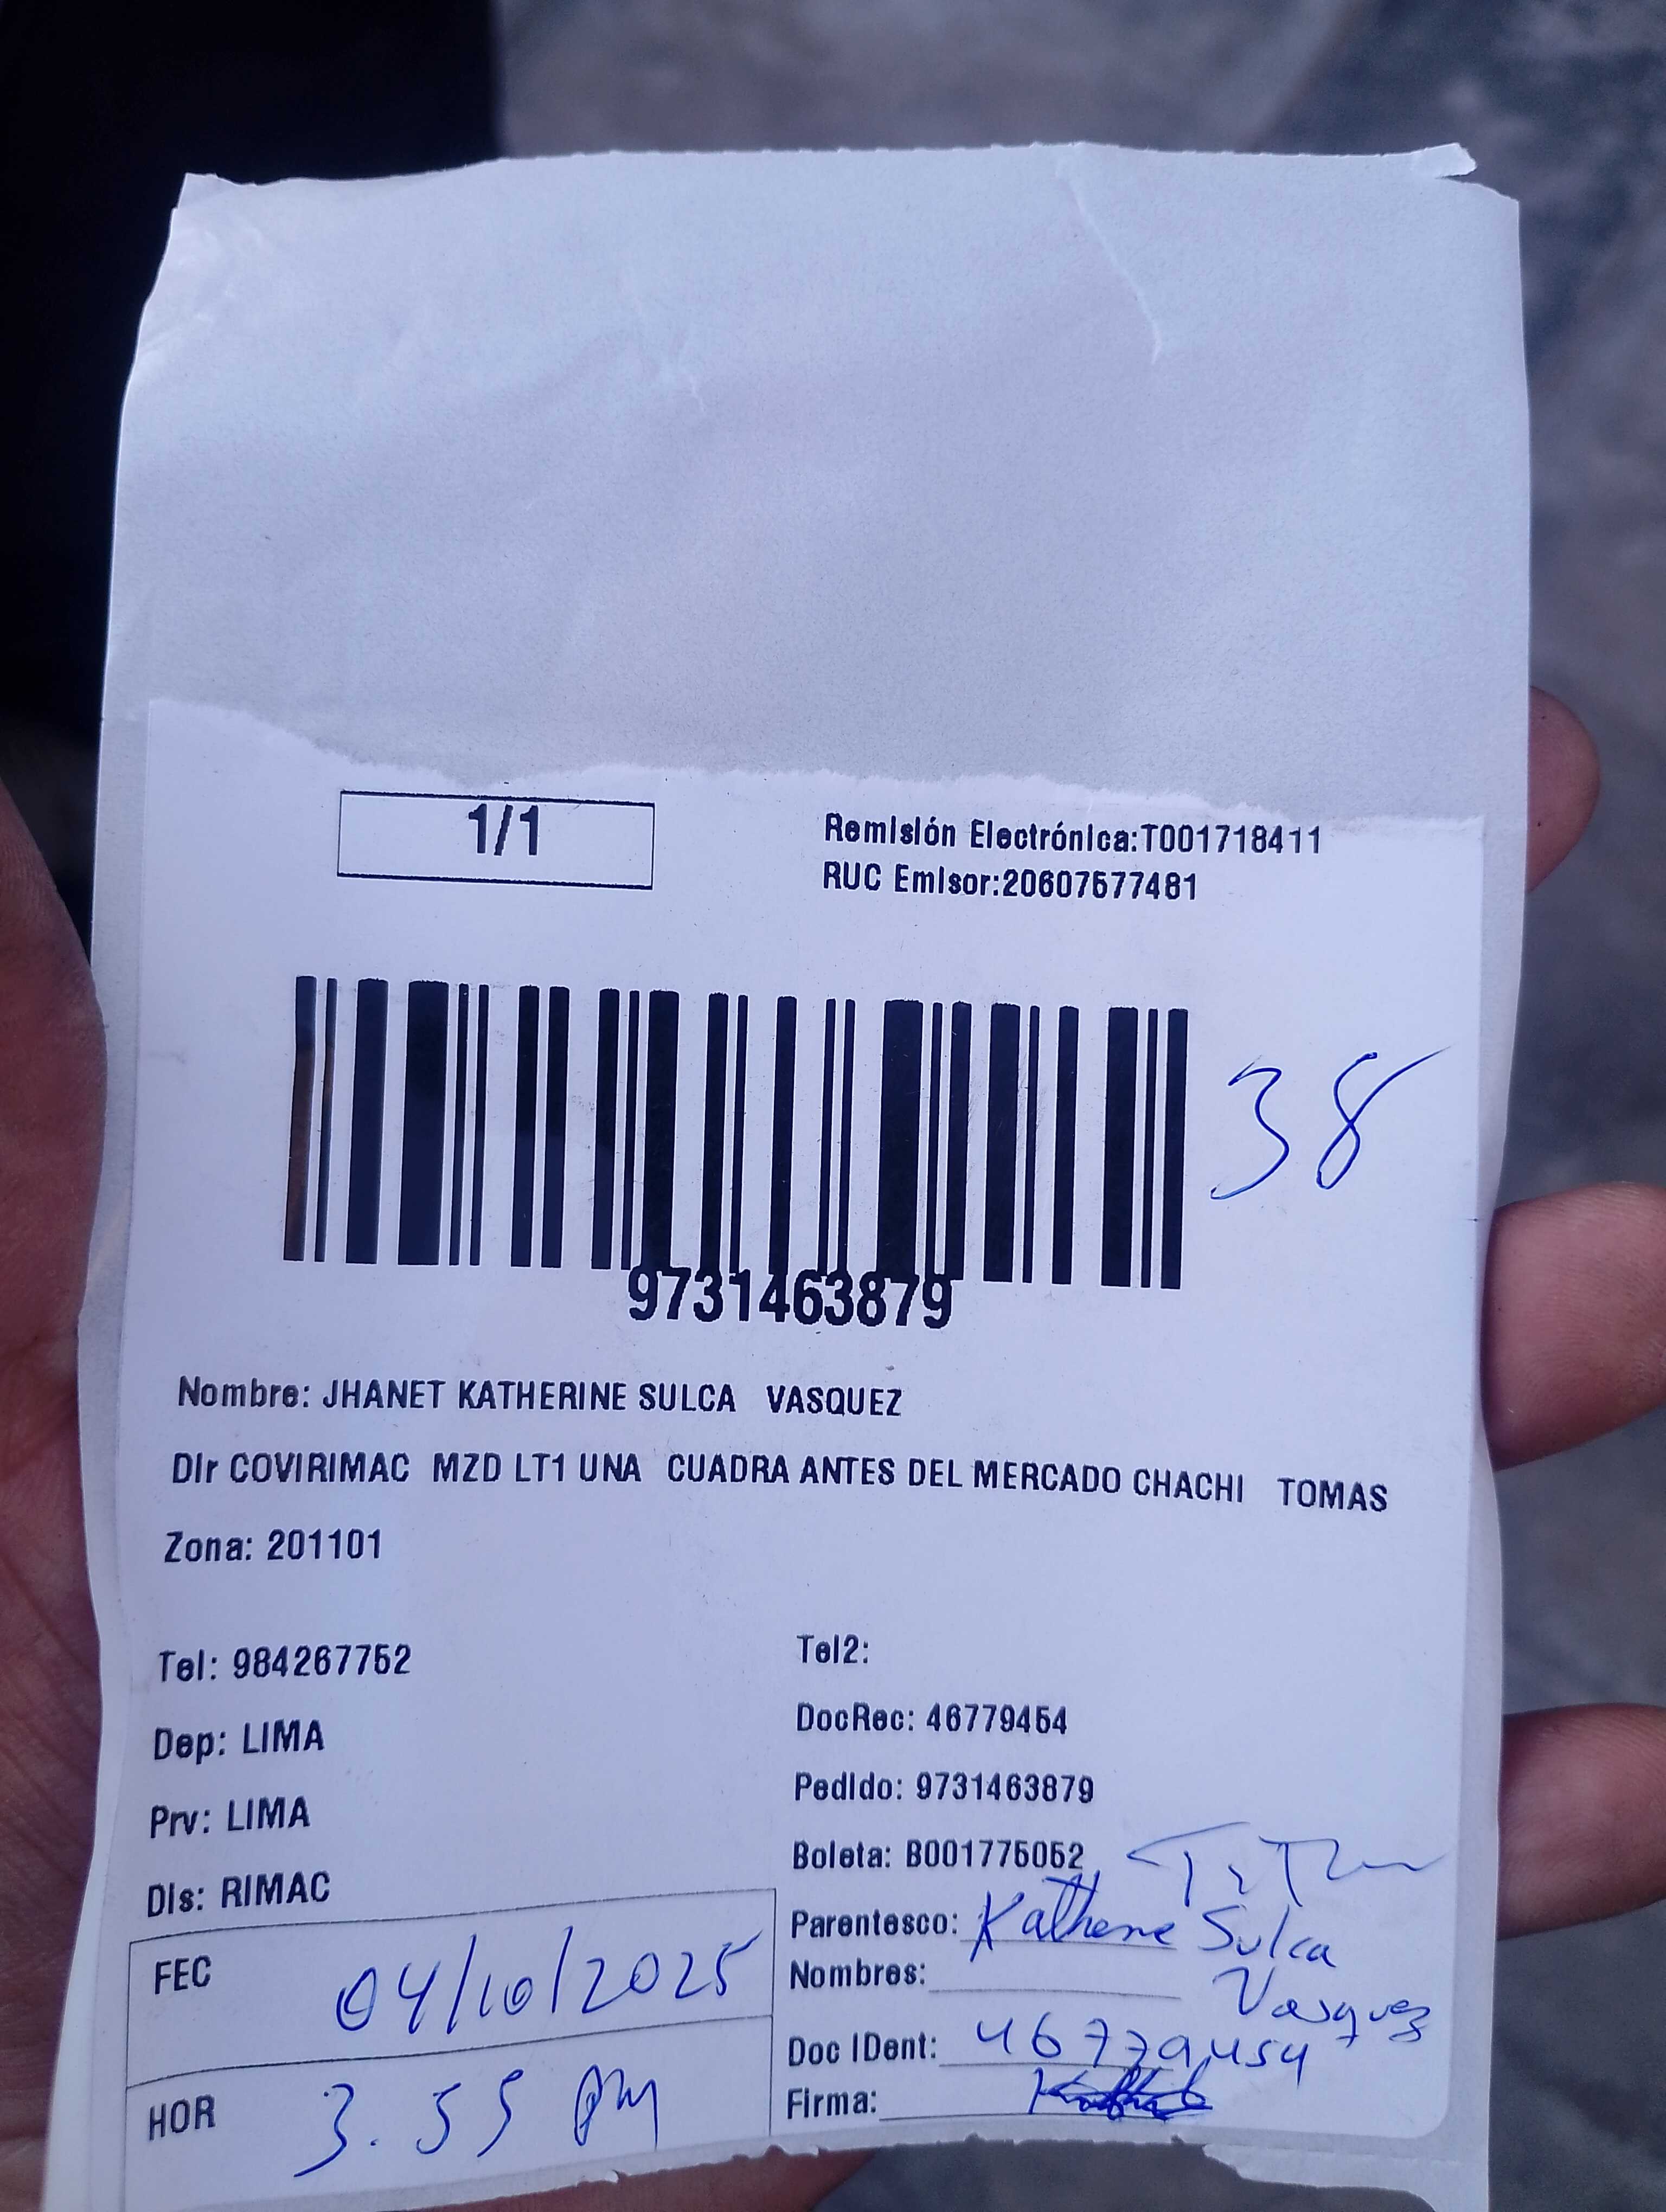 1/1
Remisión Electrónica:T001718411
RUC Emisor:20607577481
38
9731463879
Nombre: JHANET KATHERINE SULCA VASQUEZ
Dir COVIRIMAC MZD LT1 UNA CUADRA ANTES DEL MERCADO CHACHI TOMAS
Zona: 201101
Tel: 984267752
Tel2:
Dep: LIMA
DocRec: 46779454
Prv: LIMA
Pedido: 9731463879
Dis: RIMAC
Boleta: B001775052
Parentesco: Katherine Sulca
Nombres: Vasquez
FEC 04/10/2025
Doc IDent: 46779454
HOR 3.55 PM
Firma: